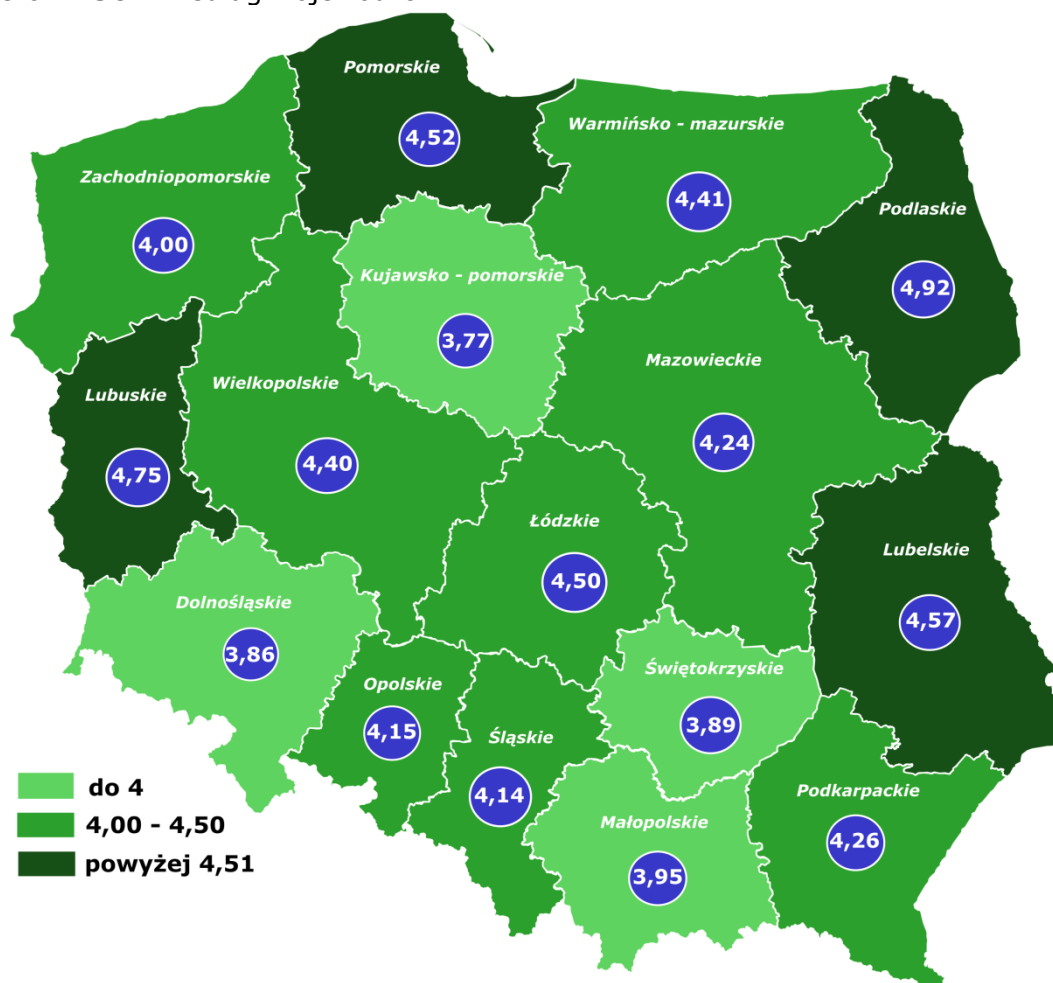 Pomorskie
4,52
Warmińsko - mazurskie
4,41
Zachodniopomorskie
4,00
Podlaskie
4,92
Kujawsko - pomorskie
3,77
Mazowieckie
4,24
Wielkopolskie
4,40
Lubuskie
4,75
Łódzkie
4,50
Lubelskie
4,57
Dolnośląskie
3,86
Świętokrzyskie
3,89
Opolskie
4,15
Śląskie
4,14
Podkarpackie
4,26
Małopolskie
3,95
do 4
4,00 - 4,50
powyżej 4,51